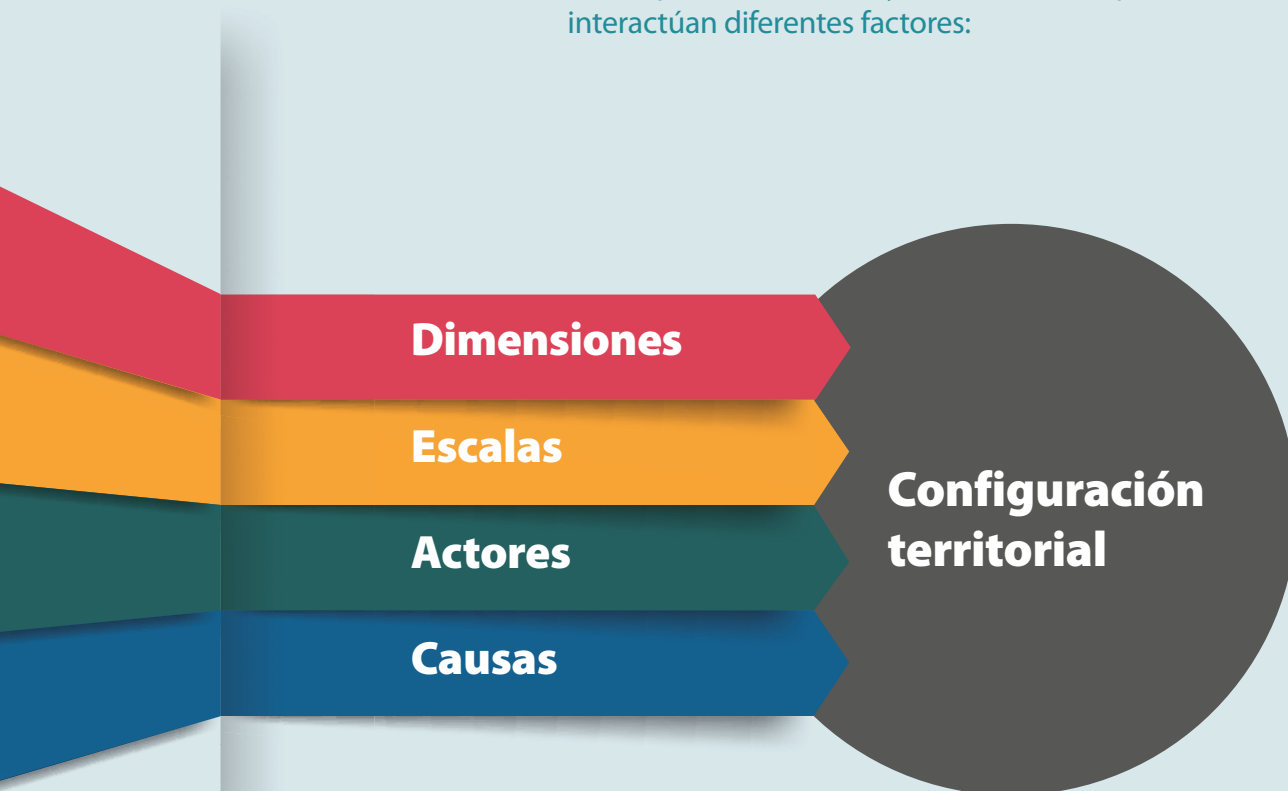 interactúan diferentes factores:
Dimensiones
Escalas
Actores
Causas
Configuración
territorial